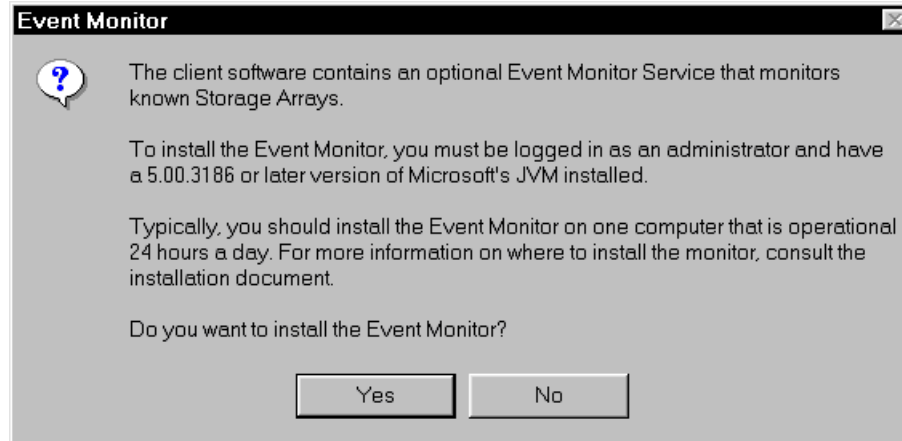 Event Monitor
The client software contains an optional Event Monitor Service that monitors
known Storage Arrays.
To install the Event Monitor, you must be logged in as an administrator and have
a 5.00.3186 or later version of Microsoft's JVM installed.
Typically, you should install the Event Monitor on one computer that is operational
24 hours a day. For more information on where to install the monitor, consult the
installation document.
Do you want to install the Event Monitor?
Yes
No